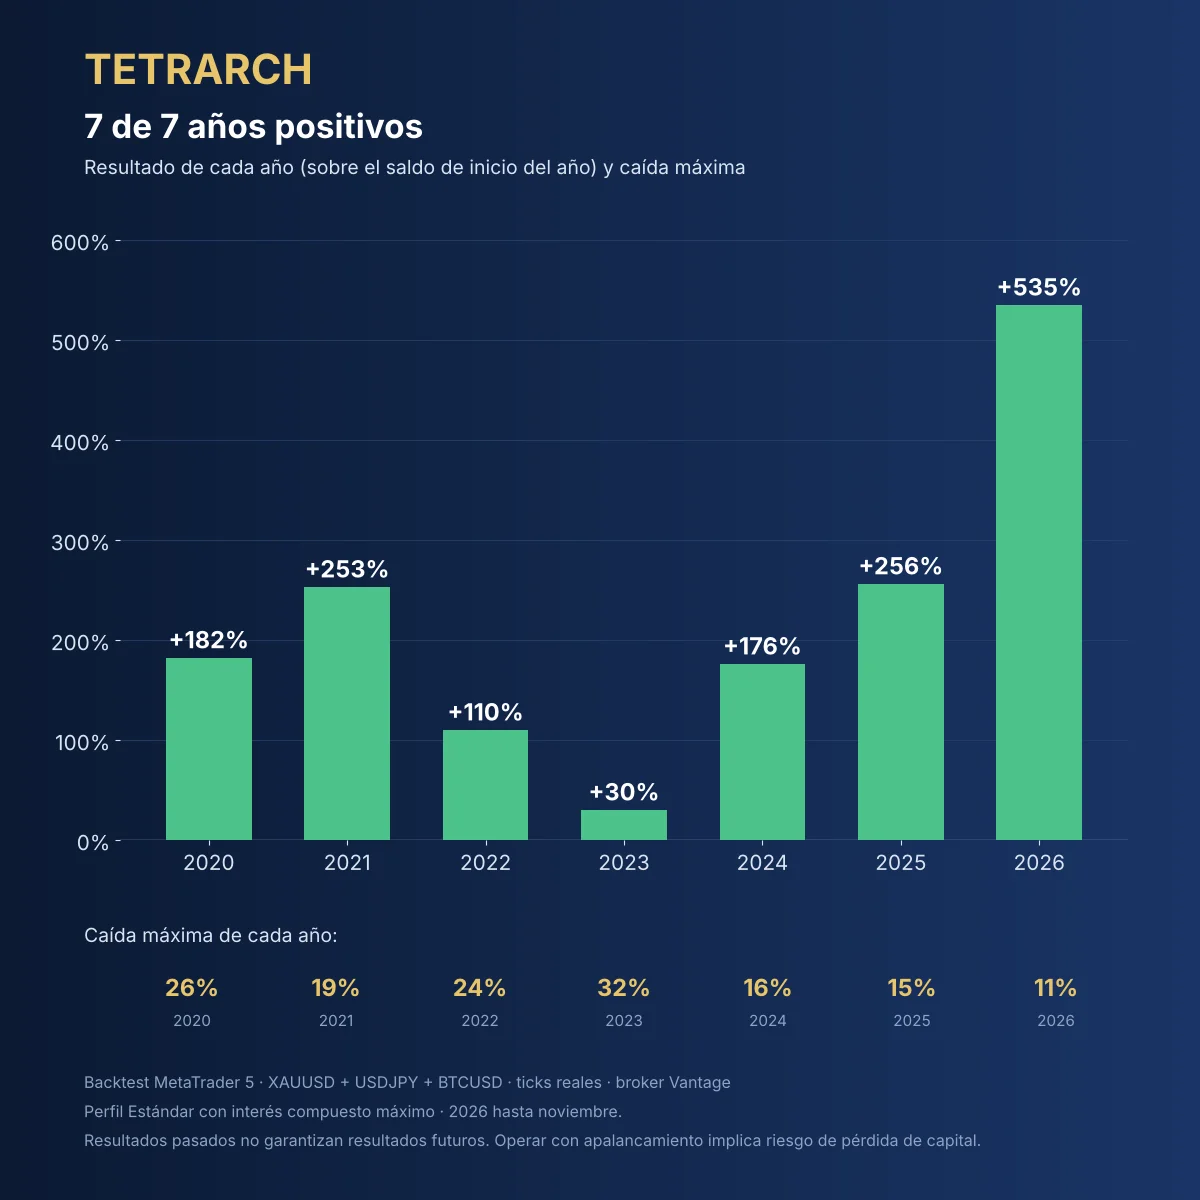 TETRARCH
7 de 7 años positivos
Resultado de cada año (sobre el saldo de inicio del año) y caída máxima
600%
500%
400%
300%
200%
100%
0%
+182%
+253%
+110%
+30%
+176%
+256%
+535%
2020 2021 2022 2023 2024 2025 2026
Caída máxima de cada año:
26% 19% 24% 32% 16% 15% 11%
2020 2021 2022 2023 2024 2025 2026
Backtest MetaTrader 5 · XAUUSD + USDJPY + BTCUSD · ticks reales · broker Vantage
Perfil Estándar con interés compuesto máximo · 2026 hasta noviembre.
Resultados pasados no garantizan resultados futuros. Operar con apalancamiento implica riesgo de pérdida de capital.